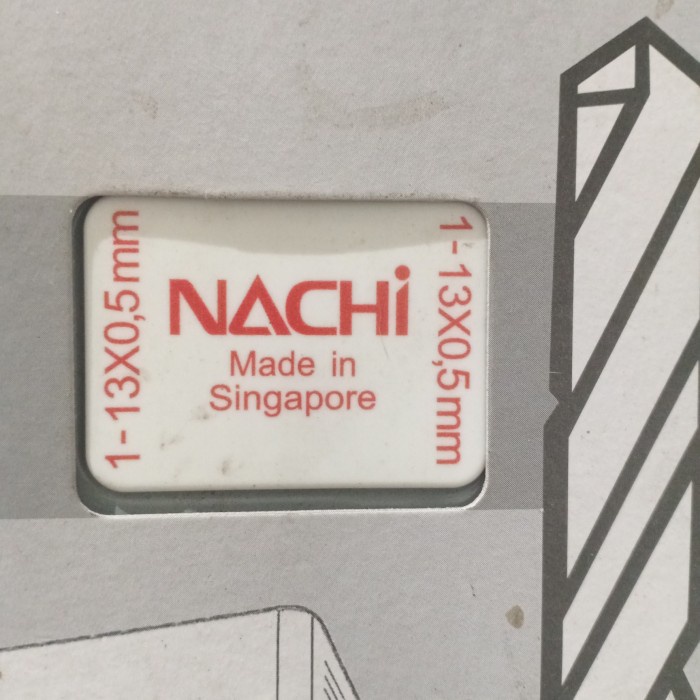 1-13X0,5mm
NACHi
Made in
Singapore
1-13X0,5mm